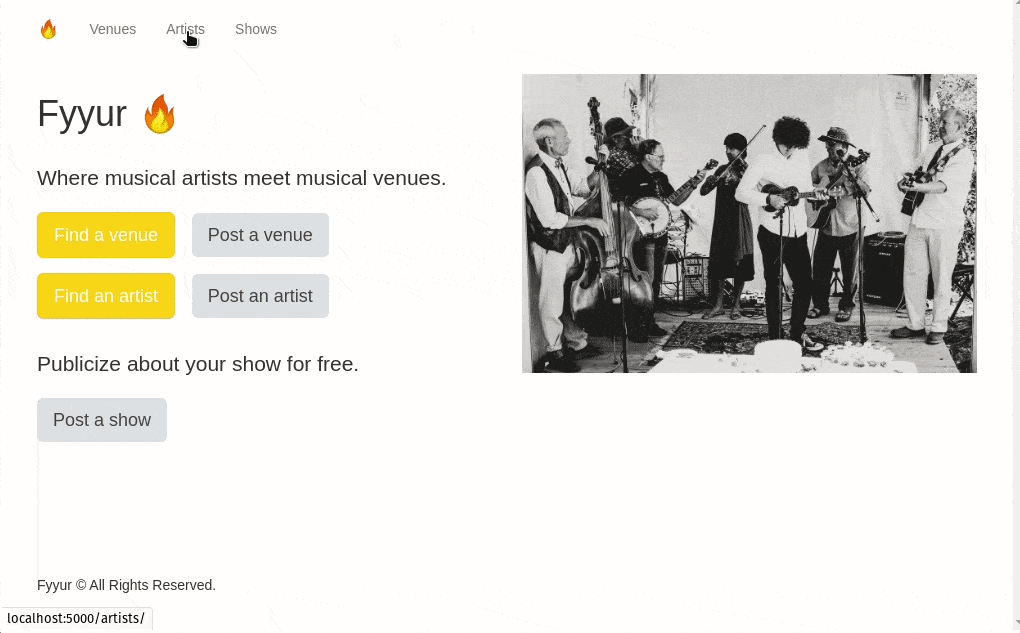 Venues Artists Shows
Fyyur 🔥
Where musical artists meet musical venues.
Find a venue Post a venue
Find an artist Post an artist
Publicize about your show for free.
Post a show
Fyyur © All Rights Reserved.
localhost:5000/artists/